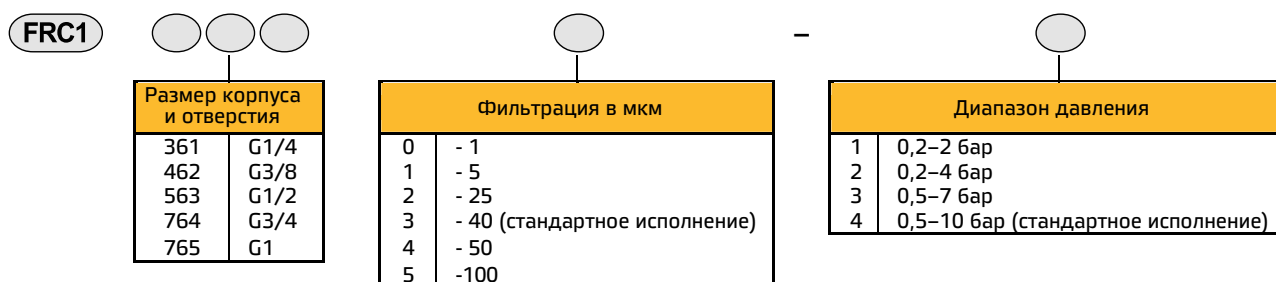 FRC1 –
Размер корпуса
и отверстия
361 G1/4
462 G3/8
563 G1/2
764 G3/4
765 G1
Фильтрация в мкм
0 - 1
1 - 5
2 - 25
3 - 40 (стандартное исполнение)
4 - 50
5 -100
Диапазон давления
1 0,2–2 бар
2 0,2–4 бар
3 0,5–7 бар
4 0,5–10 бар (стандартное исполнение)